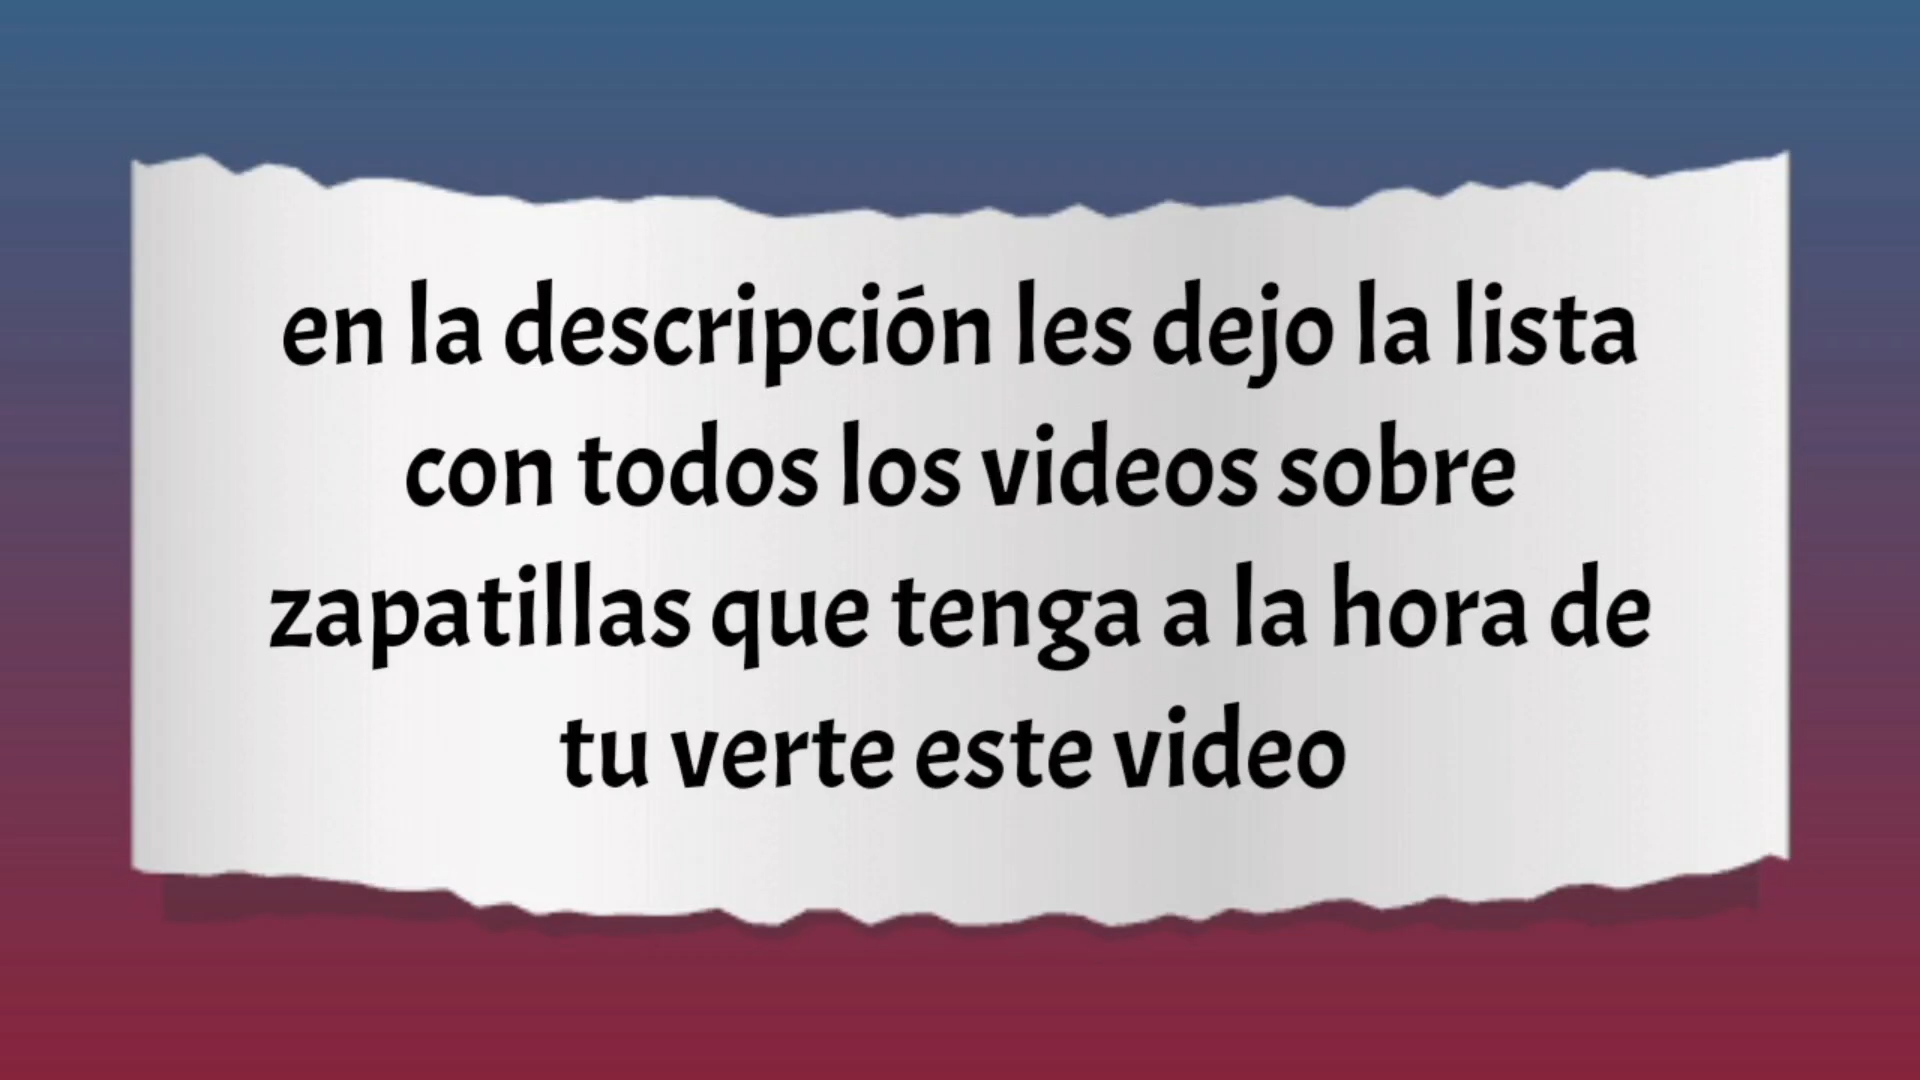 en la descripción les dejo la lista
con todos los videos sobre
zapatillas que tenga a la hora de
tu verte este video